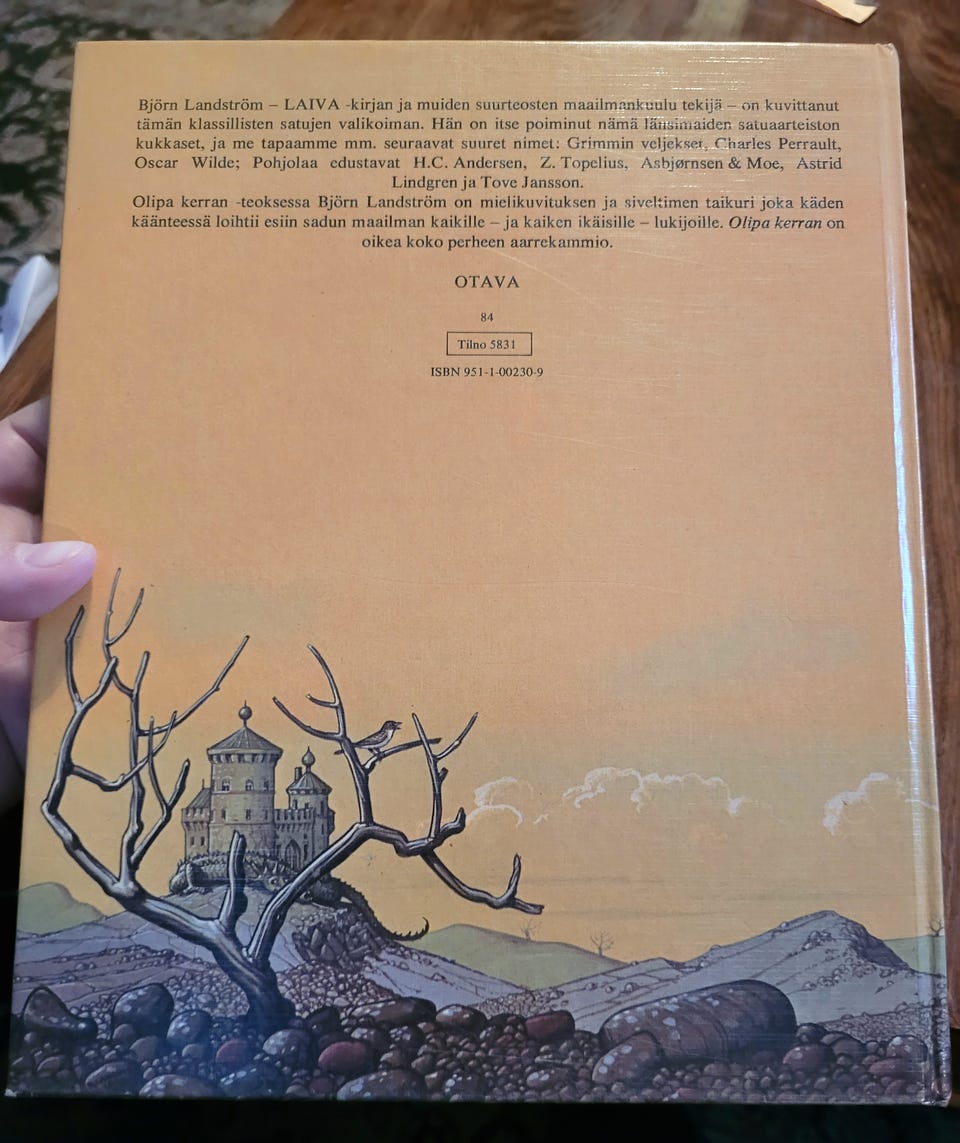 Björn Landström – LAIVA -kirjan ja muiden suurteosten maailmankuulu tekijä – on kuvittanut
tämän klassillisten satujen valikoiman. Hän on itse poiminut nämä länsimaiden satuaarteiston
kukkaset, ja me tapaamme mm. seuraavat suuret nimet: Grimmin veljekset, Charles Perrault,
Oscar Wilde; Pohjolaa edustavat H.C. Andersen, Z. Topelius, Asbjørnsen & Moe, Astrid
Lindgren ja Tove Jansson.
Olipa kerran -teoksessa Björn Landström on mielikuvituksen ja siveltimen taikuri joka käden
käänteessä loihtii esiin sadun maailman kaikille – ja kaiken ikäisille – lukijoille. Olipa kerran on
oikea koko perheen aarrekammio.
OTAVA
84
Tilno 5831
ISBN 951-1-00230-9